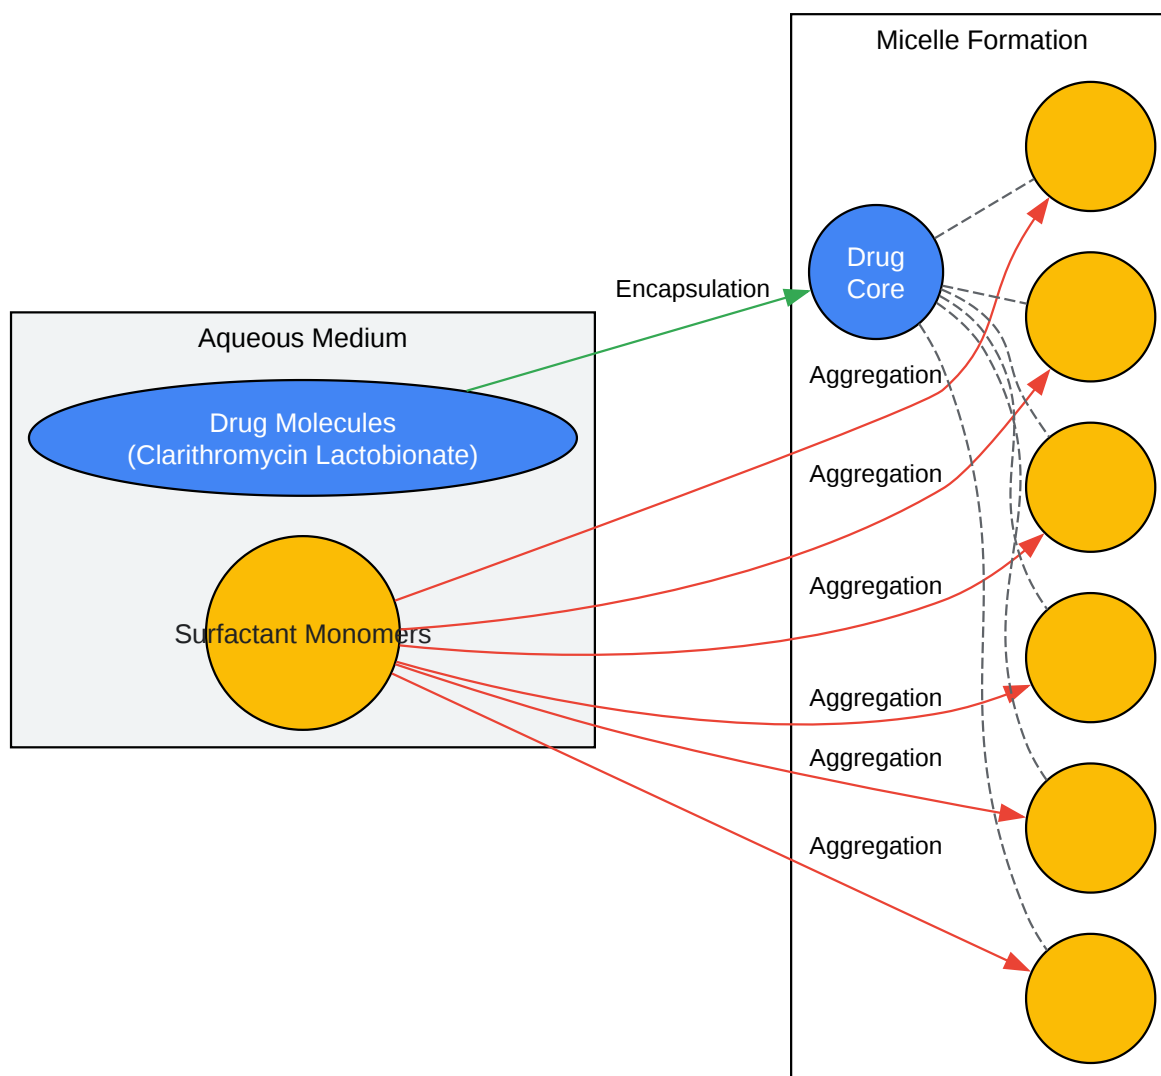 Micelle Formation
Drug
Core
Encapsulation
Aqueous Medium
Aggregation
Drug Molecules
(Clarithromycin Lactobionate)
Aggregation
Aggregation
Surfactant Monomers
Aggregation
Aggregation
Aggregation